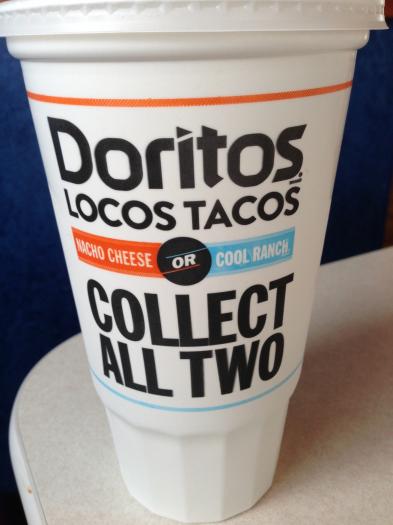 Doritos
LOCOS TACOS
NACHO CHEESE OR COOL RANCH
COLLECT
ALL TWO